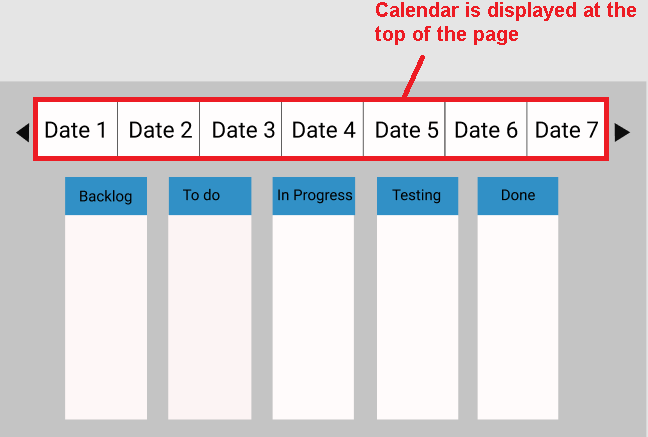 Calendar is displayed at the
top of the page
Date 1 Date 2 Date 3 Date 4 Date 5 Date 6 Date 7
Backlog To do In Progress Testing Done